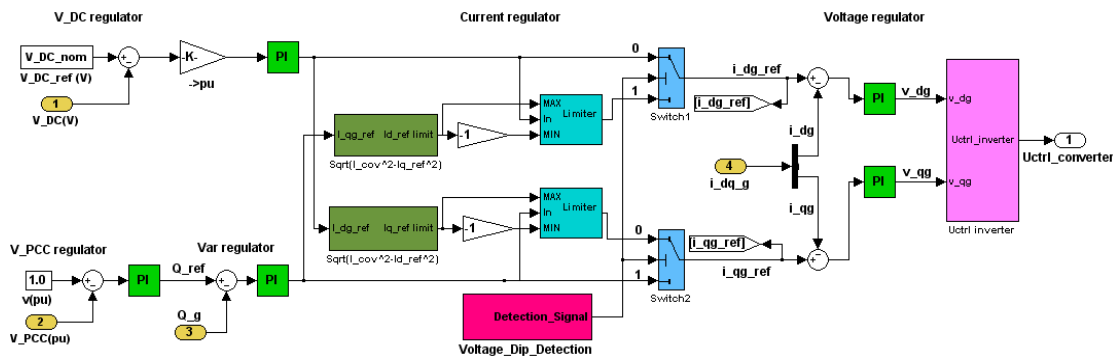 V_DC regulator
Current regulator
Voltage regulator
V_DC_nom
V_DC_ref (V)
+
-
-K-
->pu
PI
1
V_DC(V)
0
1
Switch1
i_dg_ref
[i_dg_ref]
+
-
PI
v_dg
v_dg
Uctrl_inverter
v_qg
Uctrl inverter
1
Uctrl_converter
MAX
In
MIN
Limiter
I_qg_ref
Id_ref limit
-1
Sqrt(I_cov^2-Iq_ref^2)
i_dg
4
i_dq_g
i_qg
PI
v_qg
MAX
In
MIN
Limiter
I_dg_ref
Iq_ref limit
-1
Sqrt(I_cov^2-Id_ref^2)
0
1
Switch2
[i_qg_ref]
i_qg_ref
+
-
V_PCC regulator
Var regulator
1.0
v(pu)
+
-
PI
Q_ref
+
-
PI
2
V_PCC(pu)
Q_g
3
Detection_Signal
Voltage_Dip_Detection